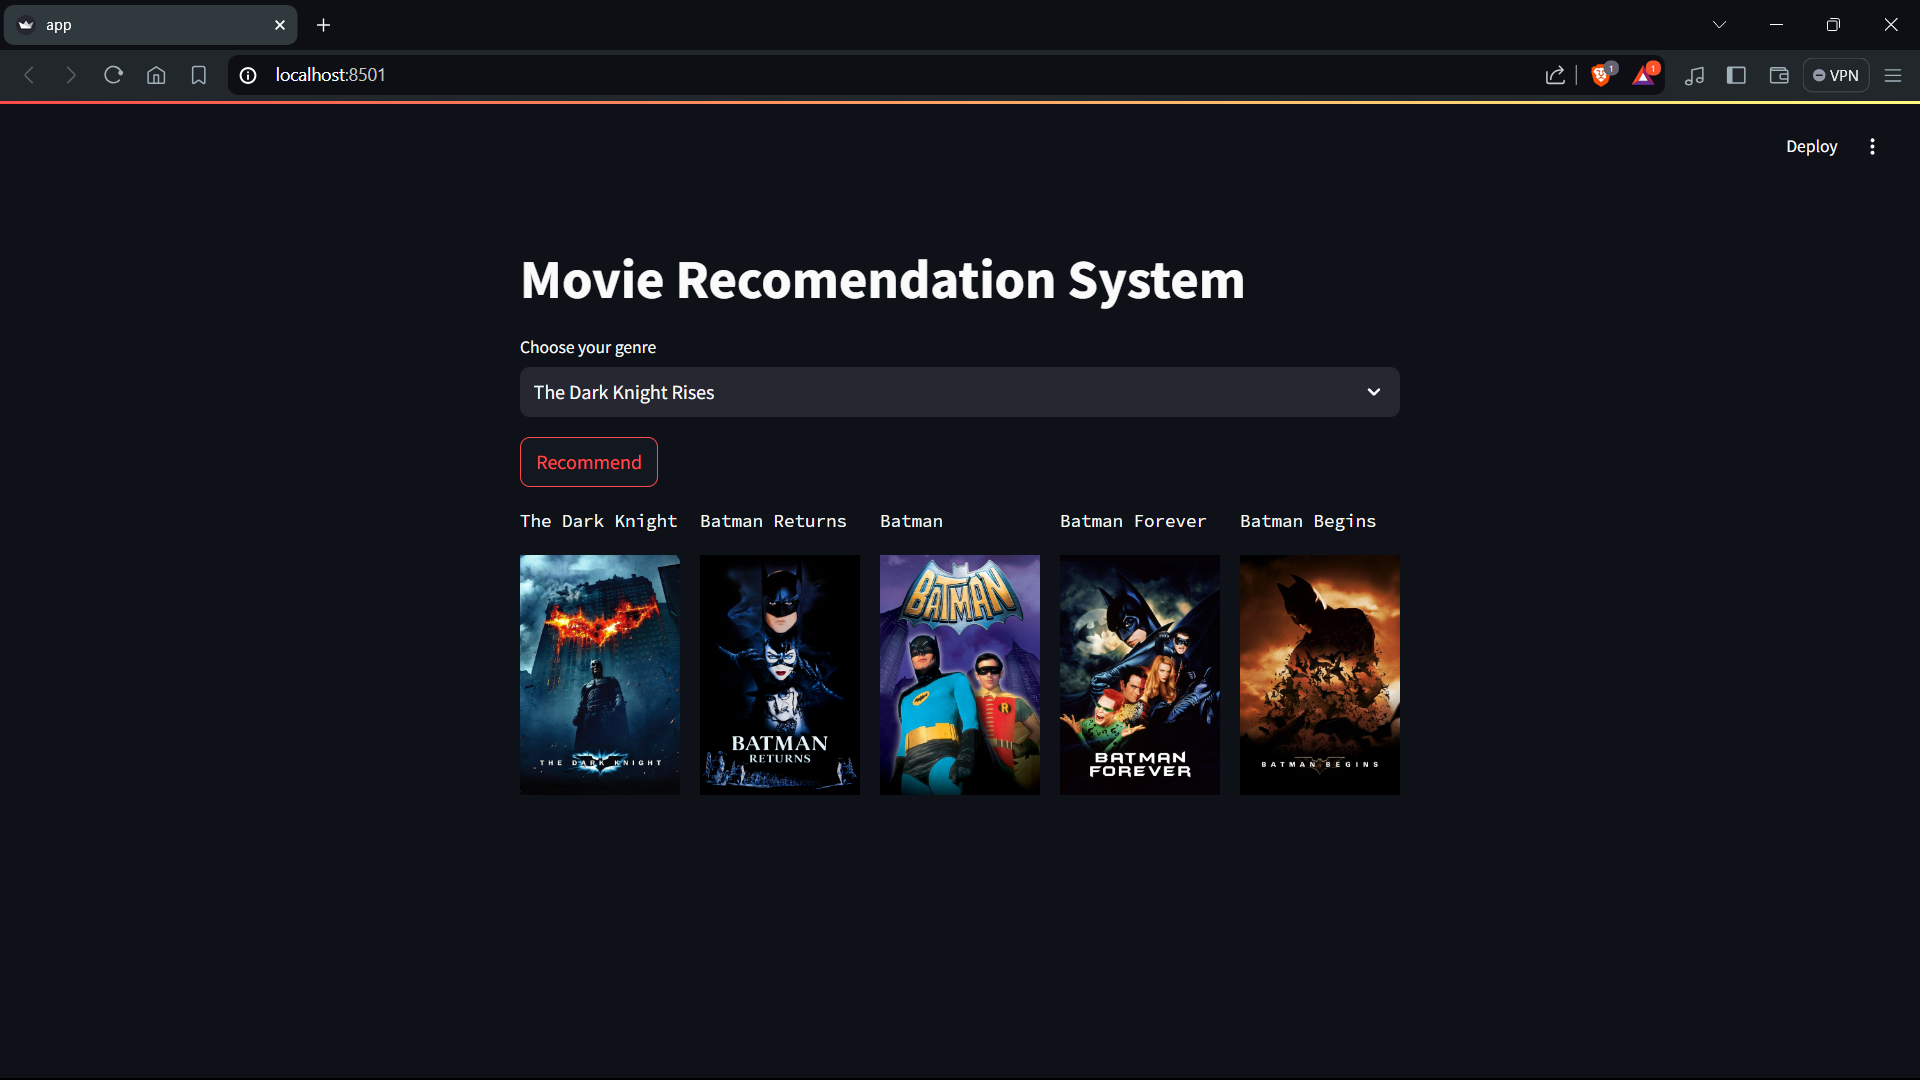 app
localhost:8501
1
1
VPN
Deploy
Movie Recomendation System
Choose your genre
The Dark Knight Rises
Recommend
The Dark Knight
Batman Returns
Batman
Batman Forever
Batman Begins
THE DARK KNIGHT
BATMAN
RETURNS
BATMAN
R
BATMAN
FOREVER
BATMAN BEGINS